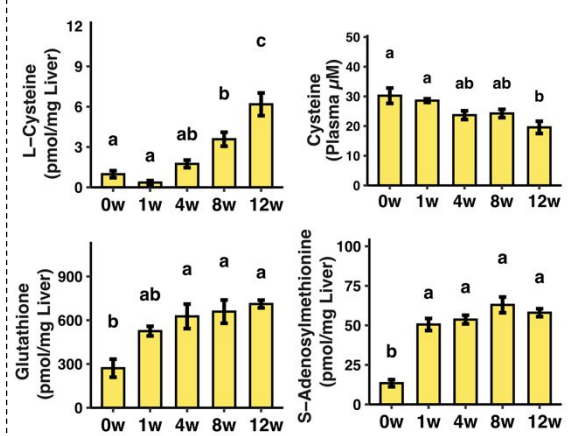 L−Cysteine
(pmol/mg Liver)
12
9
6
3
0
a
a
ab
b
c
0w 1w 4w 8w 12w
Cysteine
(Plasma µM)
50
40
30
20
10
0
a
a
ab
ab
b
0w 1w 4w 8w 12w
Glutathione
(pmol/mg Liver)
900
600
300
0
b
ab
a
a
a
0w 1w 4w 8w 12w
S−Adenosylmethionine
(pmol/mg Liver)
100
75
50
25
0
b
a
a
a
a
0w 1w 4w 8w 12w